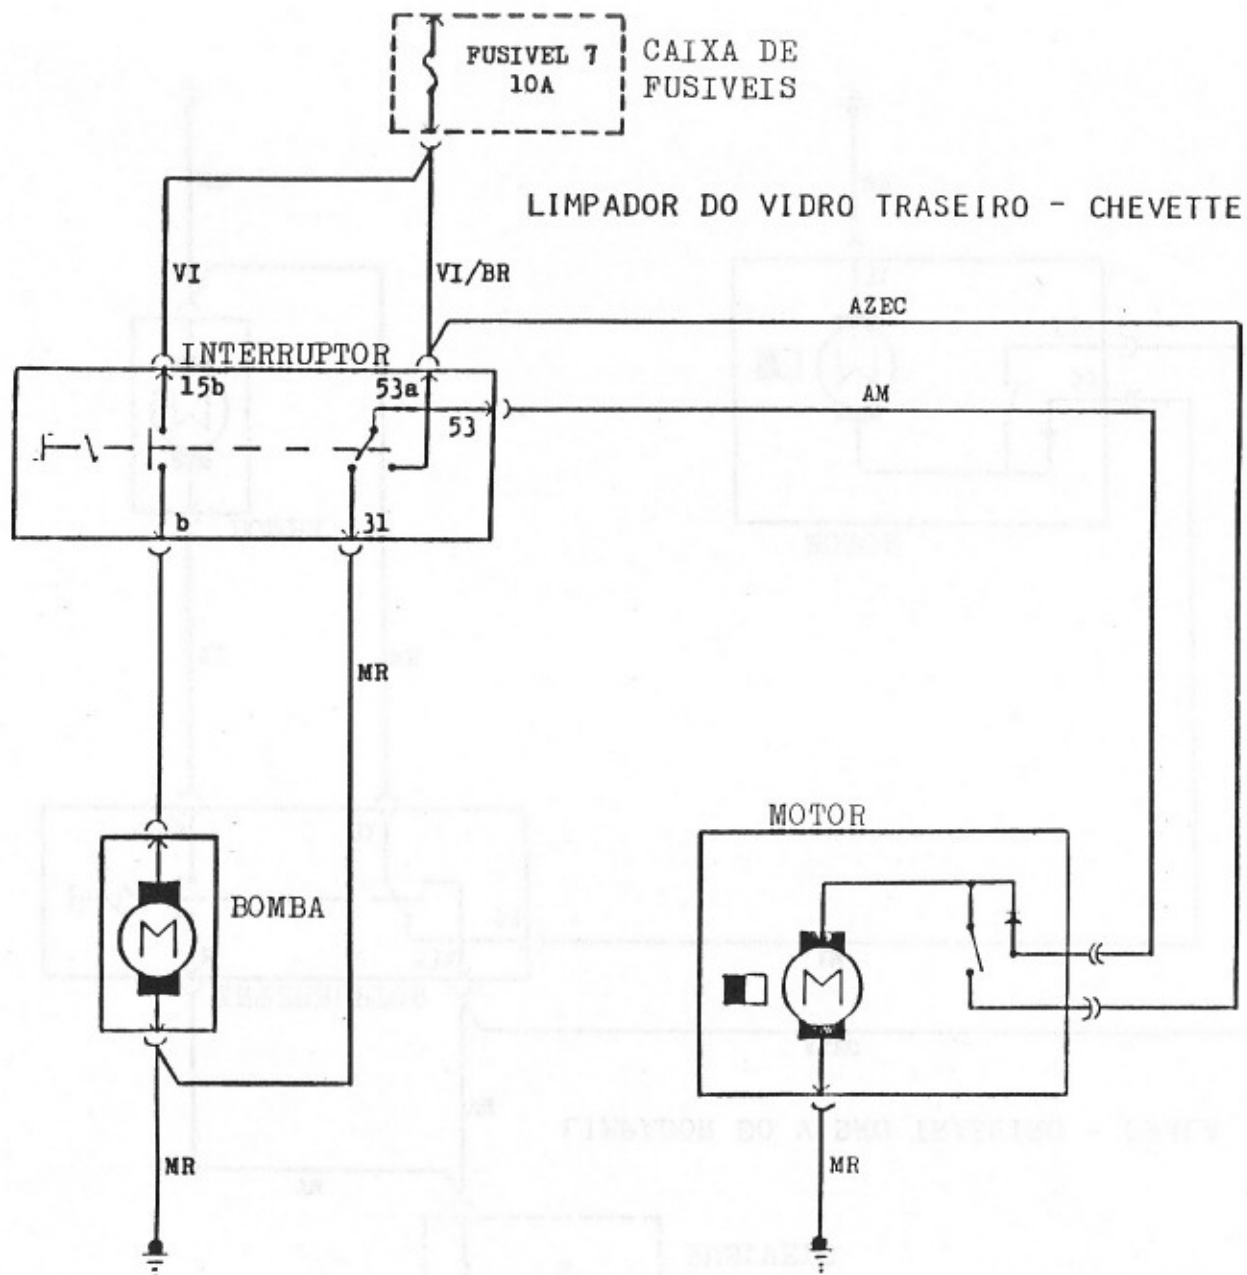 FUSIVEL 7
10A
CAIXA DE
FUSIVEIS
LIMPADOR DO VIDRO TRASEIRO - CHEVETTE
VI
VI/BR
AZEC
INTERRUPTOR
15b
53a
AM
53
b
31
MR
MOTOR
BOMBA
M
M
MR
MR